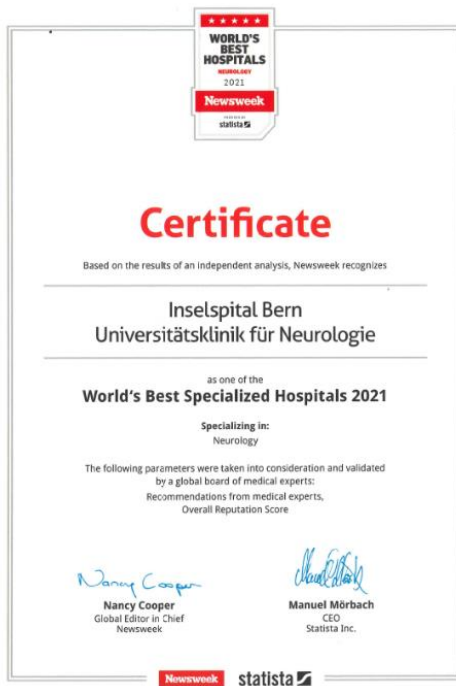 WORLD'S
BEST
HOSPITALS
NEUROLOGY
2021
Newsweek
statista
Certificate
Based on the results of an independent analysis, Newsweek recognizes
Inselspital Bern
Universitätsklinik für Neurologie
as one of the
World's Best Specialized Hospitals 2021
Specializing in:
Neurology
The following parameters were taken into consideration and validated
by a global board of medical experts:
Recommendations from medical experts,
Overall Reputation Score
Nancy Cooper
Nancy Cooper
Global Editor in Chief
Newsweek
Manuel Mörbach
CEO
Statista Inc.
Newsweek statista